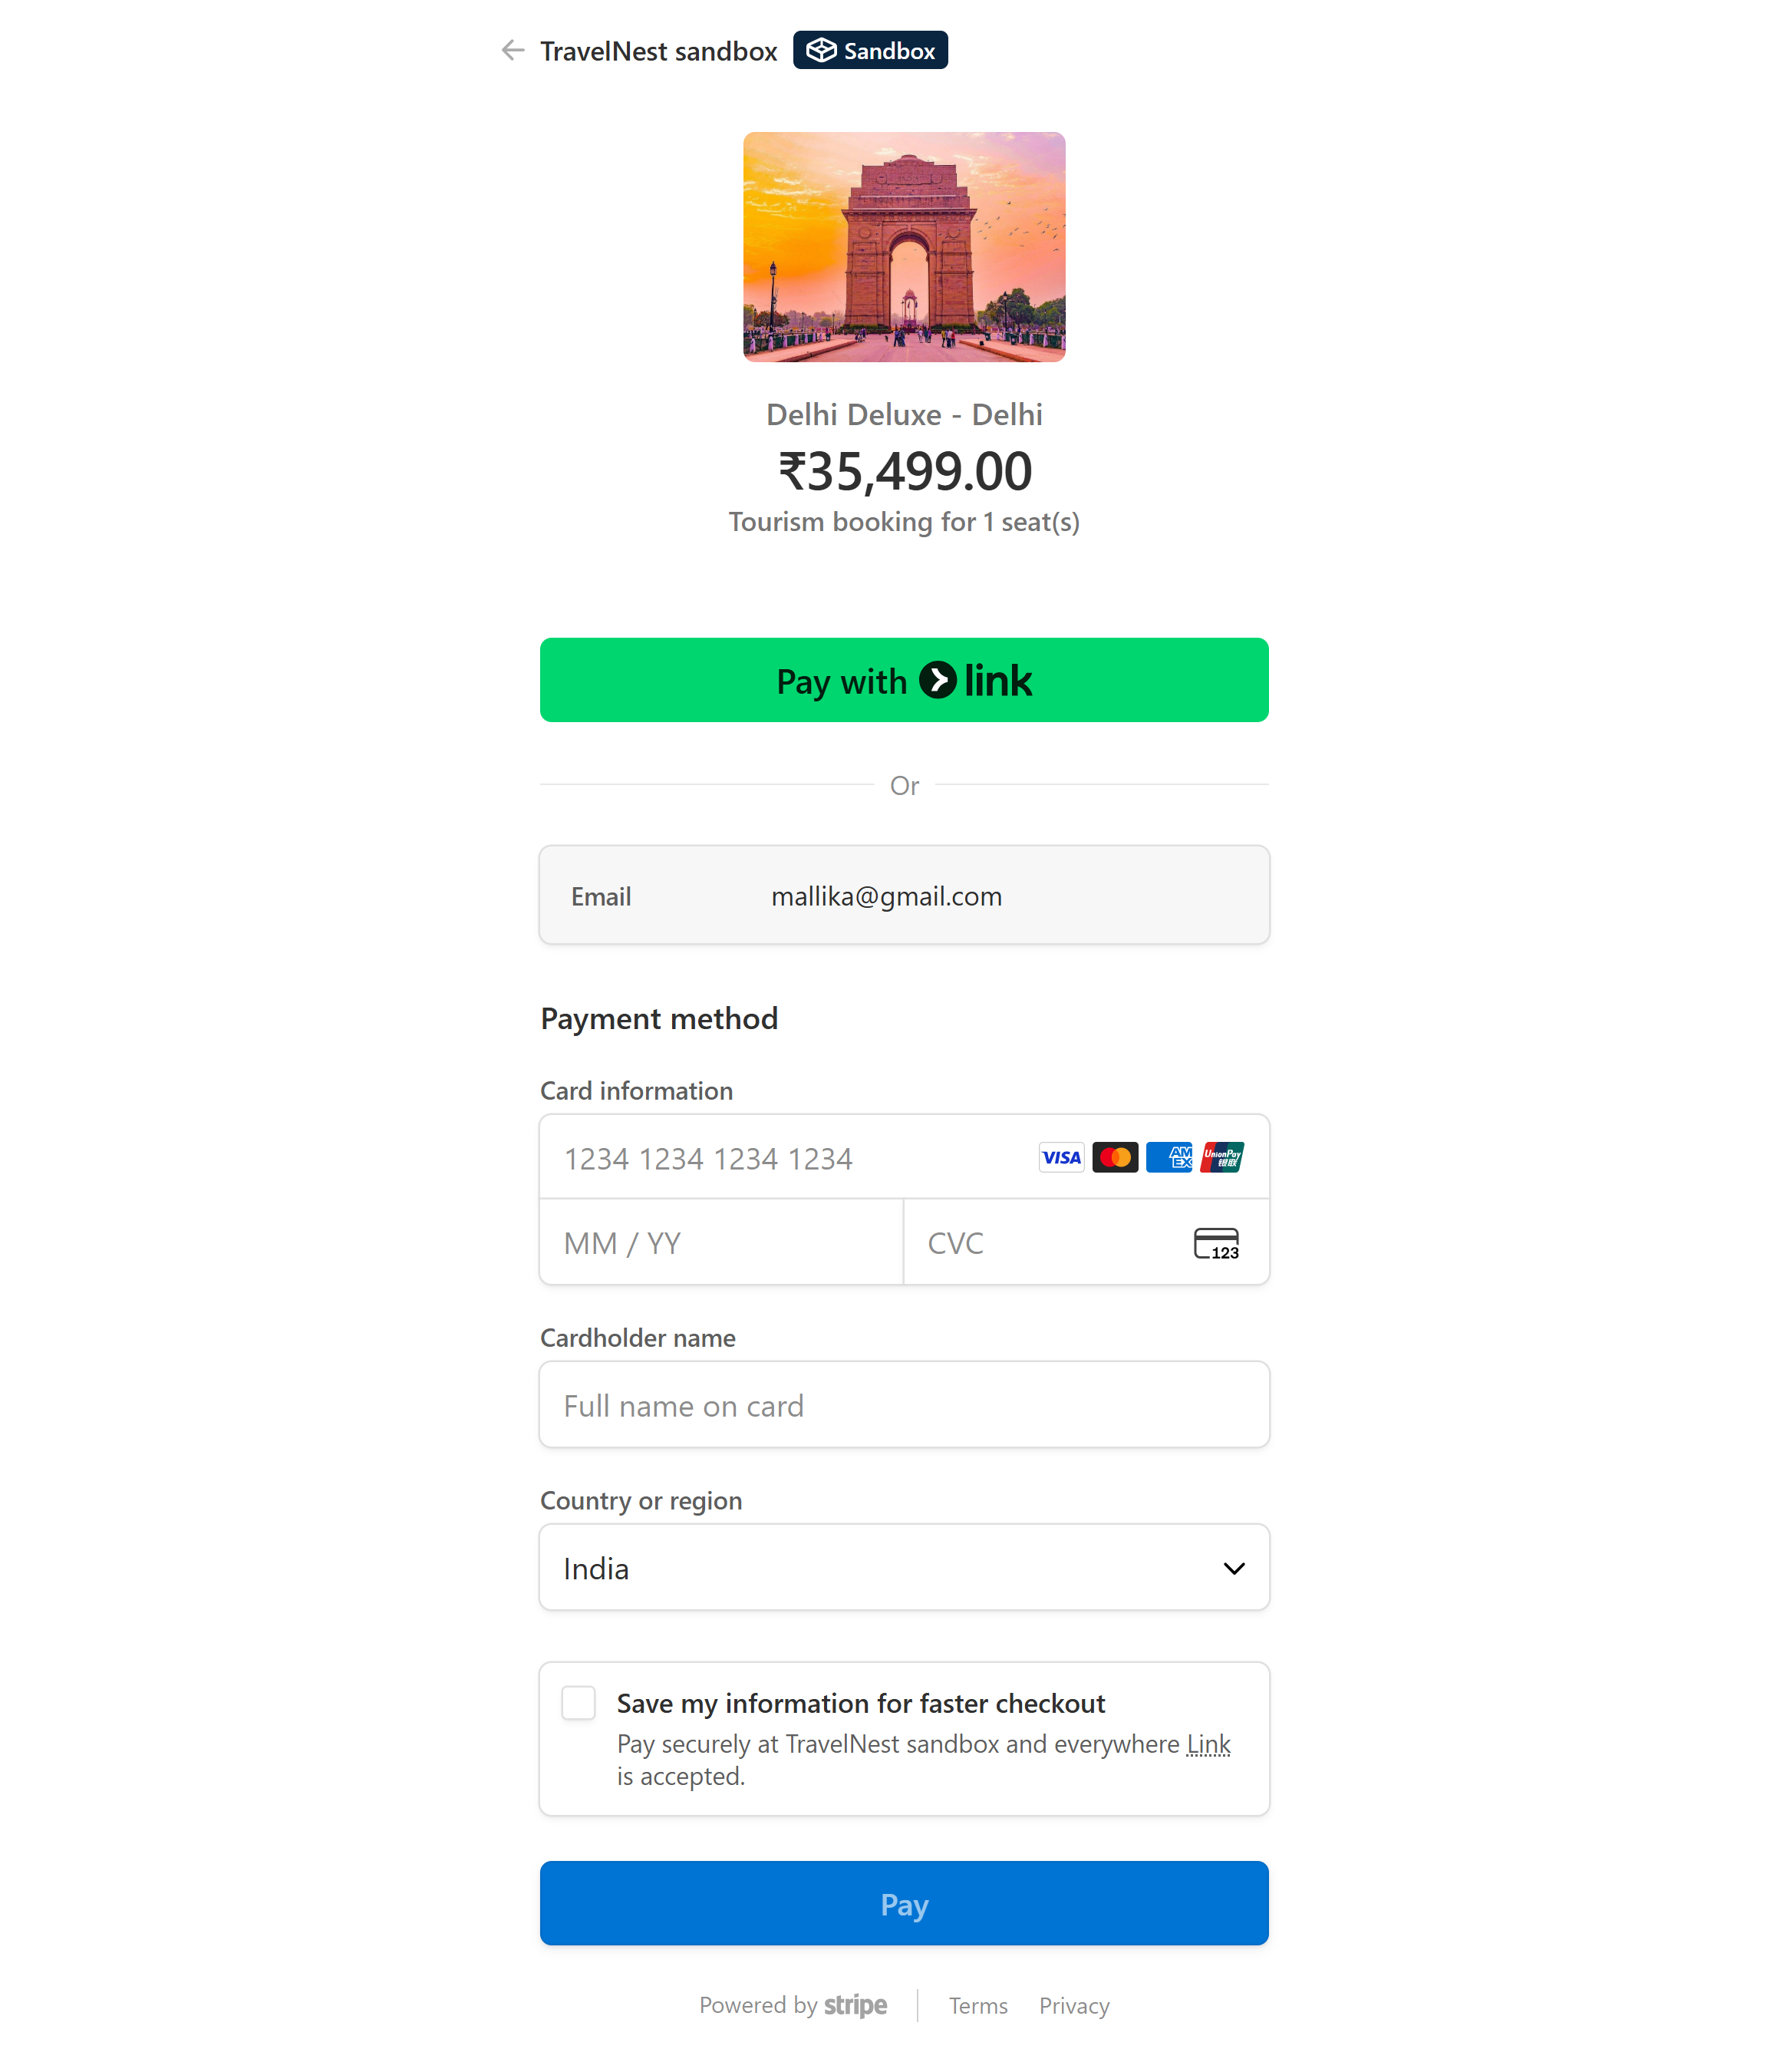 TravelNest sandbox Sandbox
Delhi Deluxe - Delhi
₹35,499.00
Tourism booking for 1 seat(s)
Pay with link
Or
Email mallika@gmail.com
Payment method
Card information
1234 1234 1234 1234 VISA AMEX UnionPay 银联
MM / YY CVC 123
Cardholder name
Full name on card
Country or region
India
Save my information for faster checkout
Pay securely at TravelNest sandbox and everywhere Link
is accepted.
Pay
Powered by stripe Terms Privacy